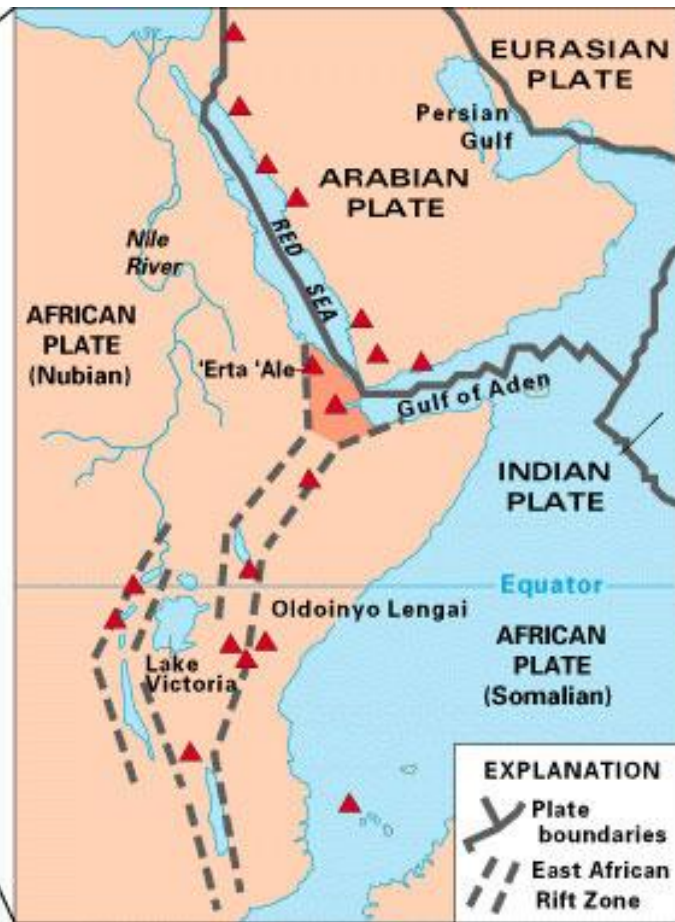 EURASIAN
PLATE
Persian
Gulf
ARABIAN
PLATE
RED
SEA
Nile
River
AFRICAN
PLATE
(Nubian)
'Erta 'Ale
Gulf of Aden
INDIAN
PLATE
Equator
Oldoinyo Lengai
AFRICAN
PLATE
(Somalian)
Lake
Victoria
EXPLANATION
Plate
boundaries
East African
Rift Zone